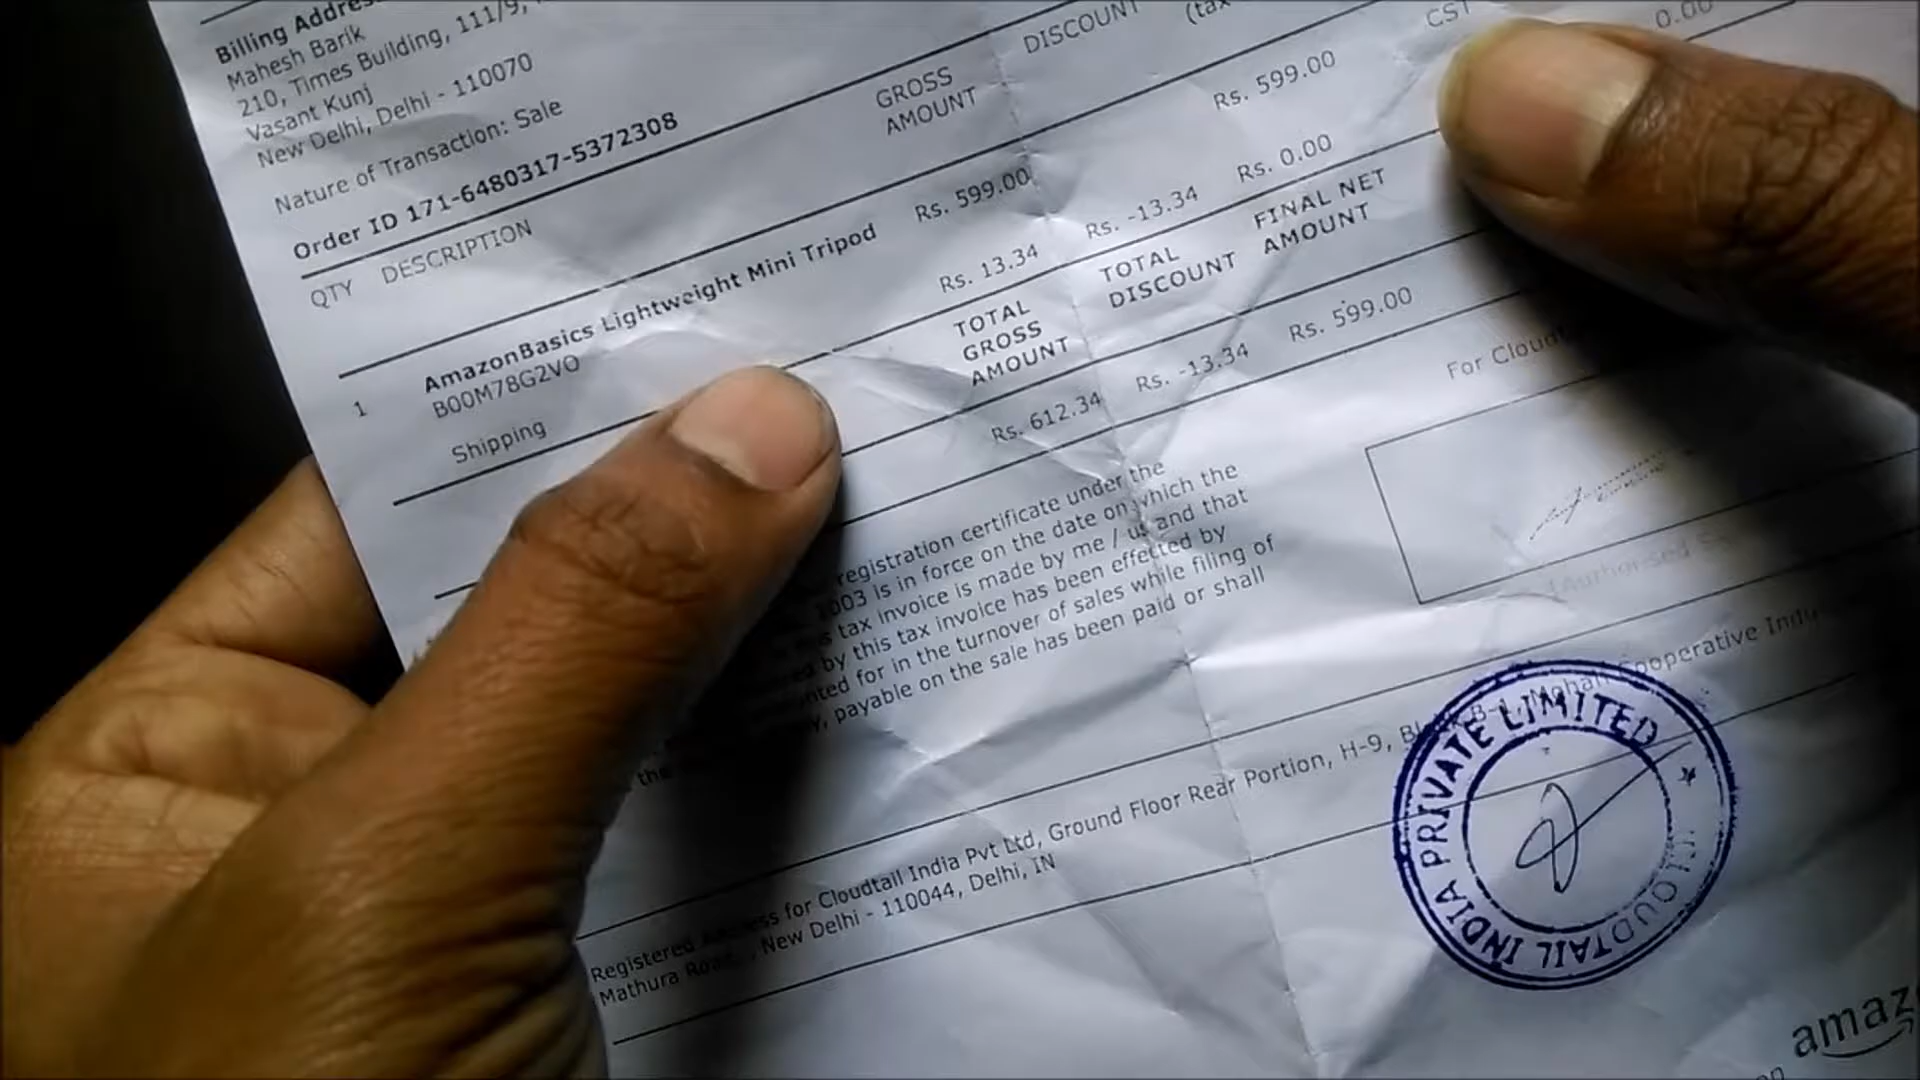 Billing Address
Mahesh Barik
210, Times Building, 111/9,
Vasant Kunj
New Delhi, Delhi - 110070
Nature of Transaction: Sale
Order ID 171-6480317-5372308
QTY DESCRIPTION GROSS AMOUNT DISCOUNT (tax CST 0.00
1 AmazonBasics Lightweight Mini Tripod Rs. 599.00 Rs. 599.00
B00M78G2VO
Shipping Rs. 13.34 Rs. -13.34 Rs. 0.00
TOTAL GROSS AMOUNT TOTAL DISCOUNT FINAL NET AMOUNT
Rs. 612.34 Rs. -13.34 Rs. 599.00
For Cloud
registration certificate under the
is in force on the date on which the
tax invoice is made by me / us and that
by this tax invoice has been effected by
for in the turnover of sales while filing of
payable on the sale has been paid or shall
the
Registered Address for Cloudtail India Pvt Ltd, Ground Floor Rear Portion, H-9, B-1, Mohan Cooperative Indu
Mathura Road, , New Delhi - 110044, Delhi, IN
CLOUDTAIL INDIA PRIVATE LIMITED
amaz